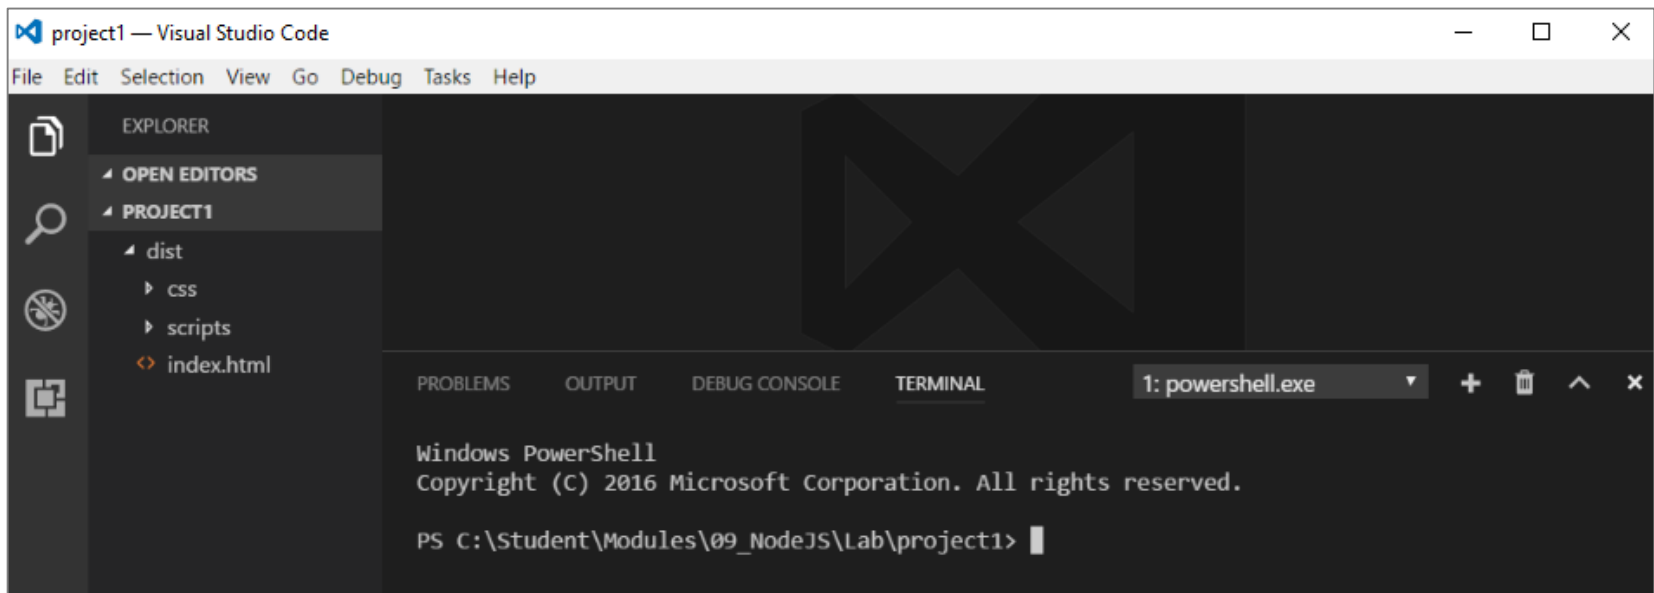 project1 — Visual Studio Code
File Edit Selection View Go Debug Tasks Help
EXPLORER
OPEN EDITORS
PROJECT1
dist
css
scripts
index.html
PROBLEMS OUTPUT DEBUG CONSOLE TERMINAL 1: powershell.exe
Windows PowerShell
Copyright (C) 2016 Microsoft Corporation. All rights reserved.
PS C:\Student\Modules\09_NodeJS\Lab\project1>